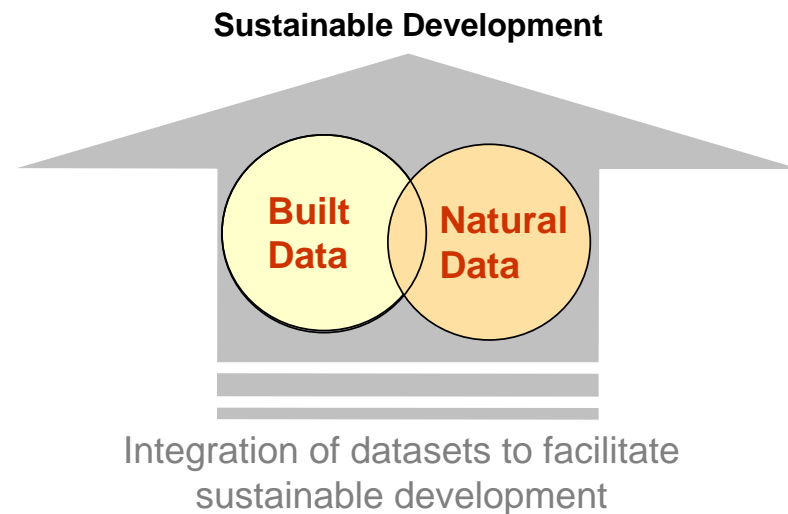 Sustainable Development
Built
Data
Natural
Data
Integration of datasets to facilitate
sustainable development